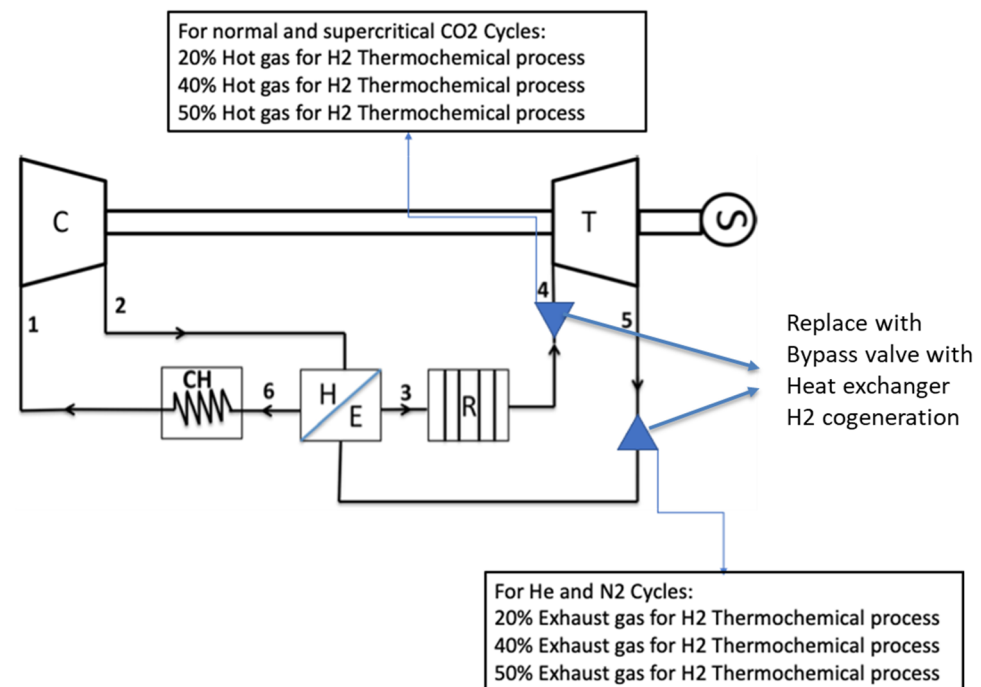 For normal and supercritical CO2 Cycles:
20% Hot gas for H2 Thermochemical process
40% Hot gas for H2 Thermochemical process
50% Hot gas for H2 Thermochemical process
C
T
S
4
2
5
1
Replace with
Bypass valve with
Heat exchanger
H2 cogeneration
CH
6
H
E
3
R
For He and N2 Cycles:
20% Exhaust gas for H2 Thermochemical process
40% Exhaust gas for H2 Thermochemical process
50% Exhaust gas for H2 Thermochemical process